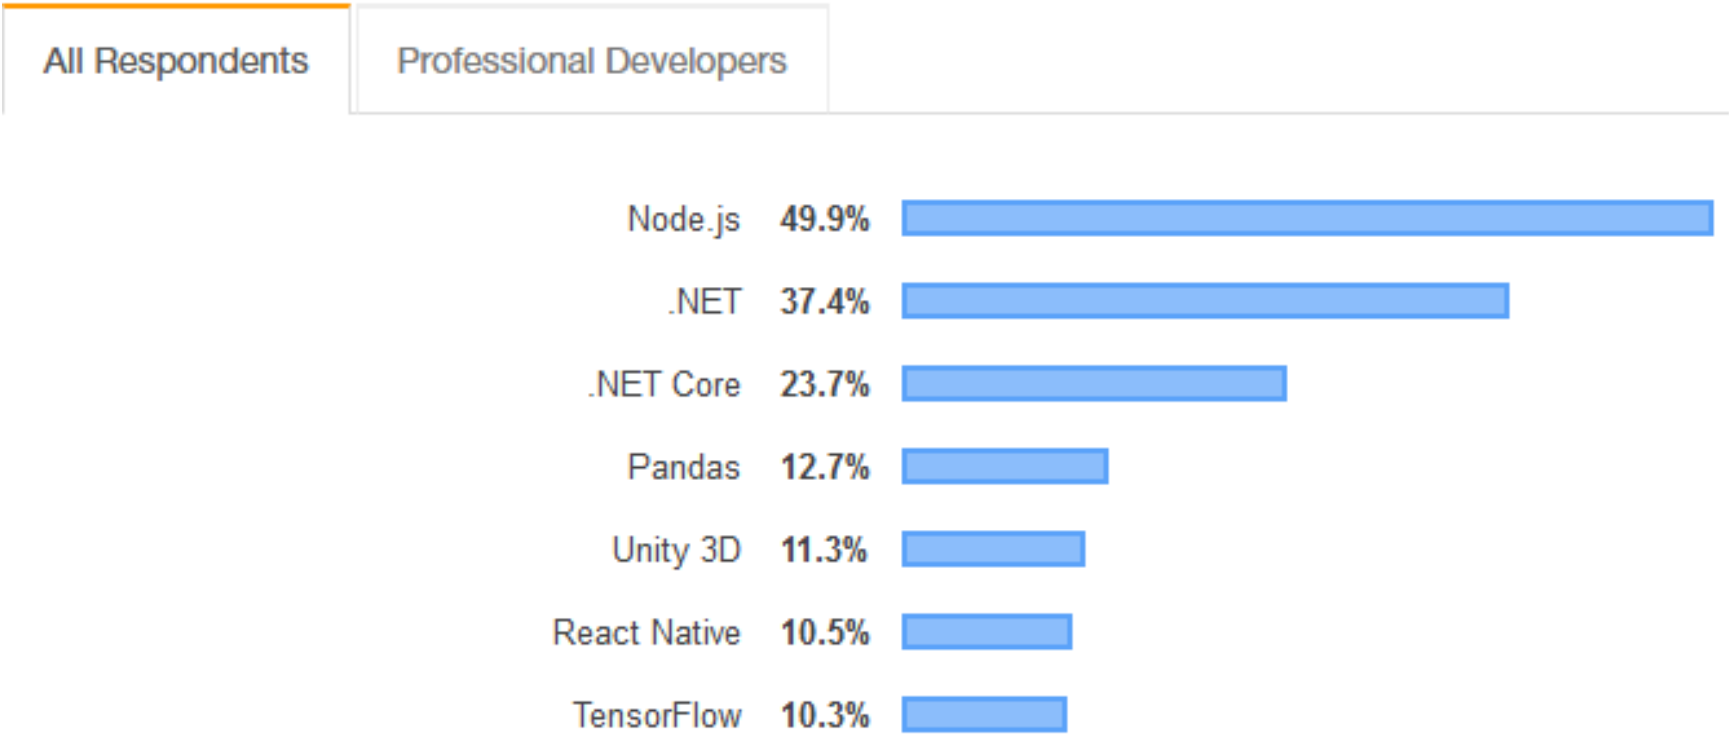 All Respondents Professional Developers
Node.js 49.9%
.NET 37.4%
.NET Core 23.7%
Pandas 12.7%
Unity 3D 11.3%
React Native 10.5%
TensorFlow 10.3%